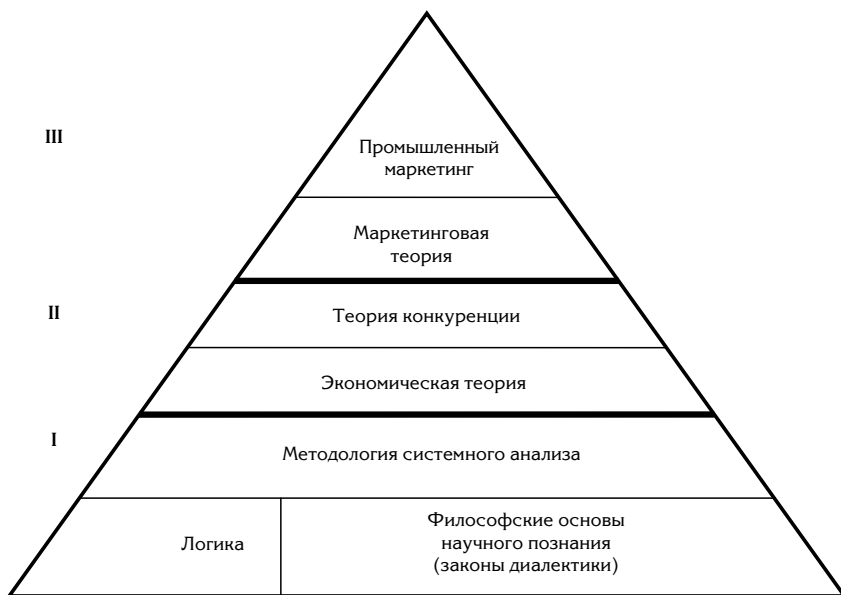 III
Промышленный
маркетинг
Маркетинговая
теория
II
Теория конкуренции
Экономическая теория
I
Методология системного анализа
Логика
Философские основы
научного познания
(законы диалектики)